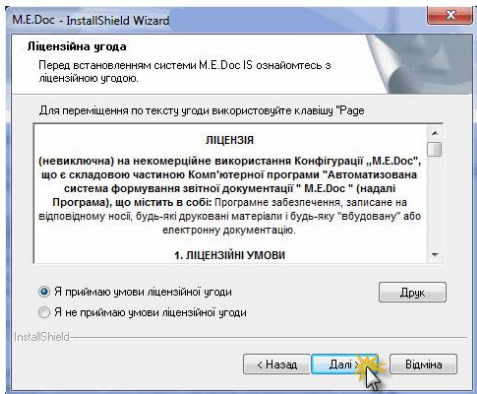 M.E.Doc - InstallShield Wizard
Ліцензійна угода
Перед встановленням системи M.E.Doc IS ознайомтесь з
ліцензійною угодою.
Для переміщення по тексту угоди використовуйте клавішу "Page
ЛІЦЕНЗІЯ
(невиключна) на некомерційне використання Конфігурації „M.E.Doc",
що є складовою частиною Комп'ютерної програми "Автоматизована
система формування звітної документації " M.E.Doc " (надалі
Програма), що містить в собі: Програмне забезпечення, записане на
відповідному носії, будь-які друковані матеріали і будь-яку "вбудовану" або
електронну документацію.
1. ЛІЦЕНЗІЙНІ УМОВИ
Я приймаю умови ліцензійної угоди
Друк
Я не приймаю умови ліцензійної угоди
InstallShield
< Назад
Далі >
Відміна